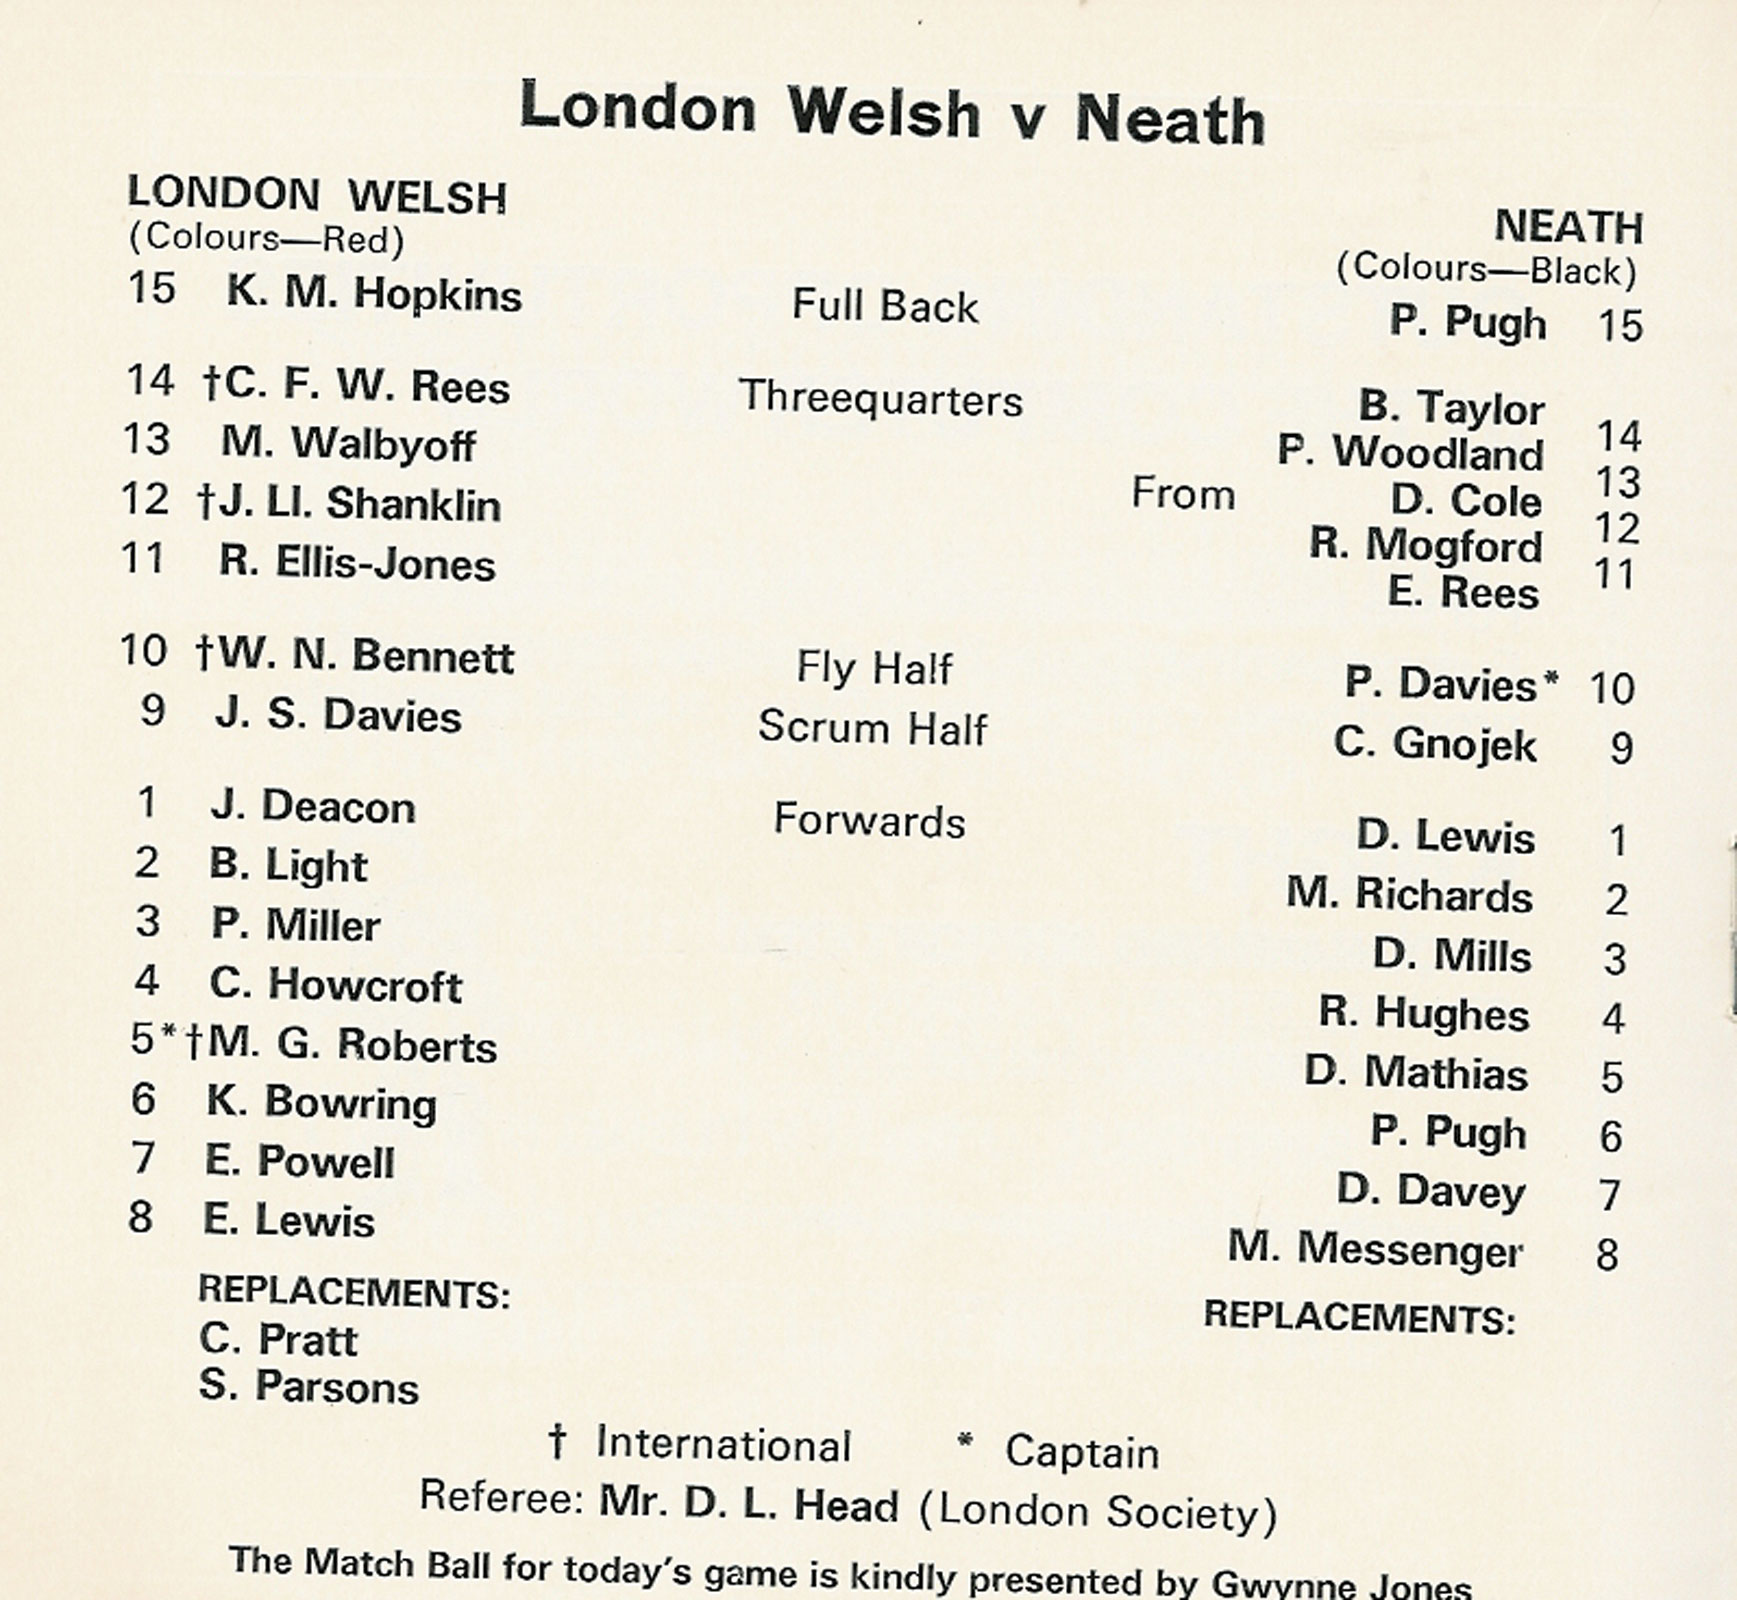 London Welsh v Neath
LONDON WELSH
NEATH
(Colours—Red)
(Colours—Black)
15 K. M. Hopkins Full Back P. Pugh 15
14 †C. F. W. Rees Threequarters B. Taylor 14
13 M. Walbyoff P. Woodland 13
12 †J. Ll. Shanklin From D. Cole 12
11 R. Ellis-Jones R. Mogford 11
E. Rees
10 †W. N. Bennett Fly Half P. Davies* 10
9 J. S. Davies Scrum Half C. Gnojek 9
1 J. Deacon Forwards D. Lewis 1
2 B. Light M. Richards 2
3 P. Miller D. Mills 3
4 C. Howcroft R. Hughes 4
5*†M. G. Roberts D. Mathias 5
6 K. Bowring P. Pugh 6
7 E. Powell D. Davey 7
8 E. Lewis M. Messenger 8
REPLACEMENTS: REPLACEMENTS:
C. Pratt
S. Parsons
† International * Captain
Referee: Mr. D. L. Head (London Society)
The Match Ball for today's game is kindly presented by Gwynne Jones